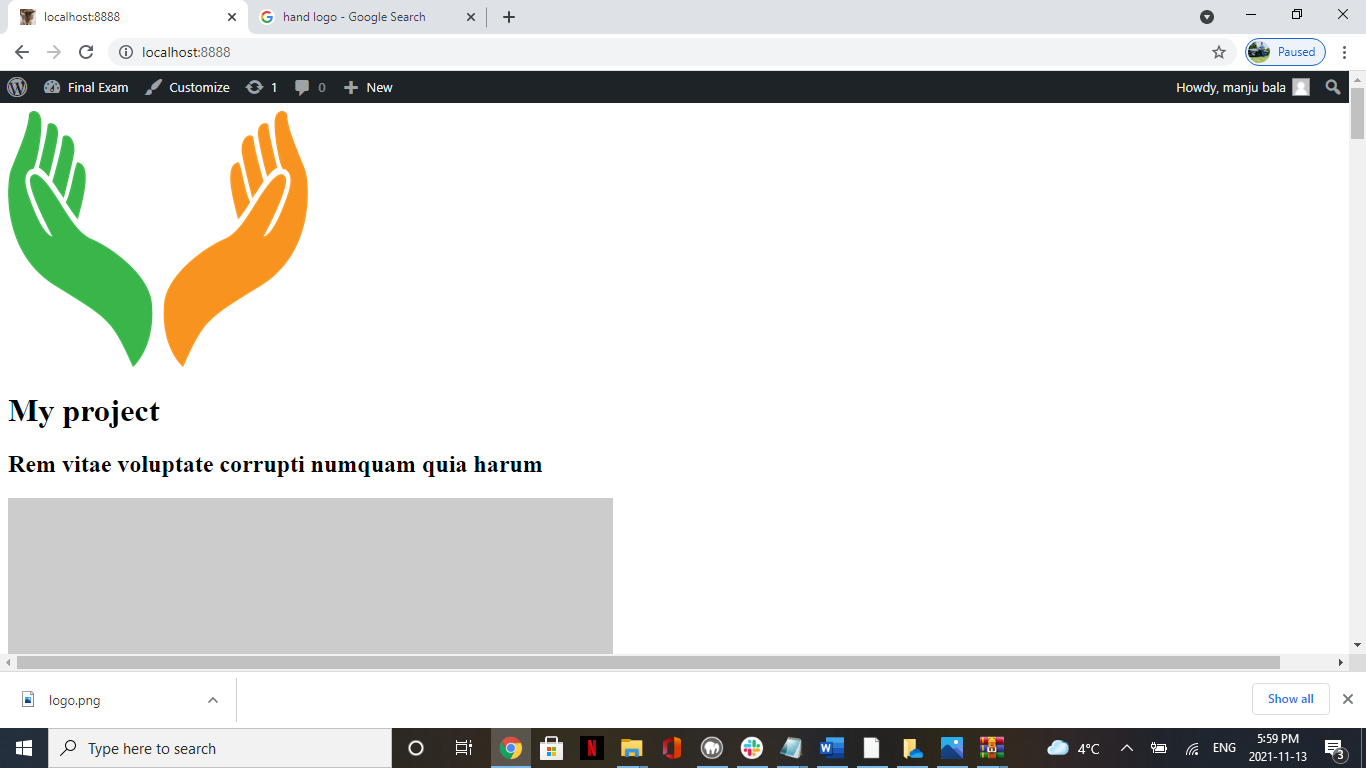 localhost:8888
hand logo - Google Search
localhost:8888
Paused
Final Exam
Customize
1
0
New
Howdy, manju bala
My project
Rem vitae voluptate corrupti numquam quia harum
logo.png
Show all
Type here to search
4°C
ENG
5:59 PM
2021-11-13
3